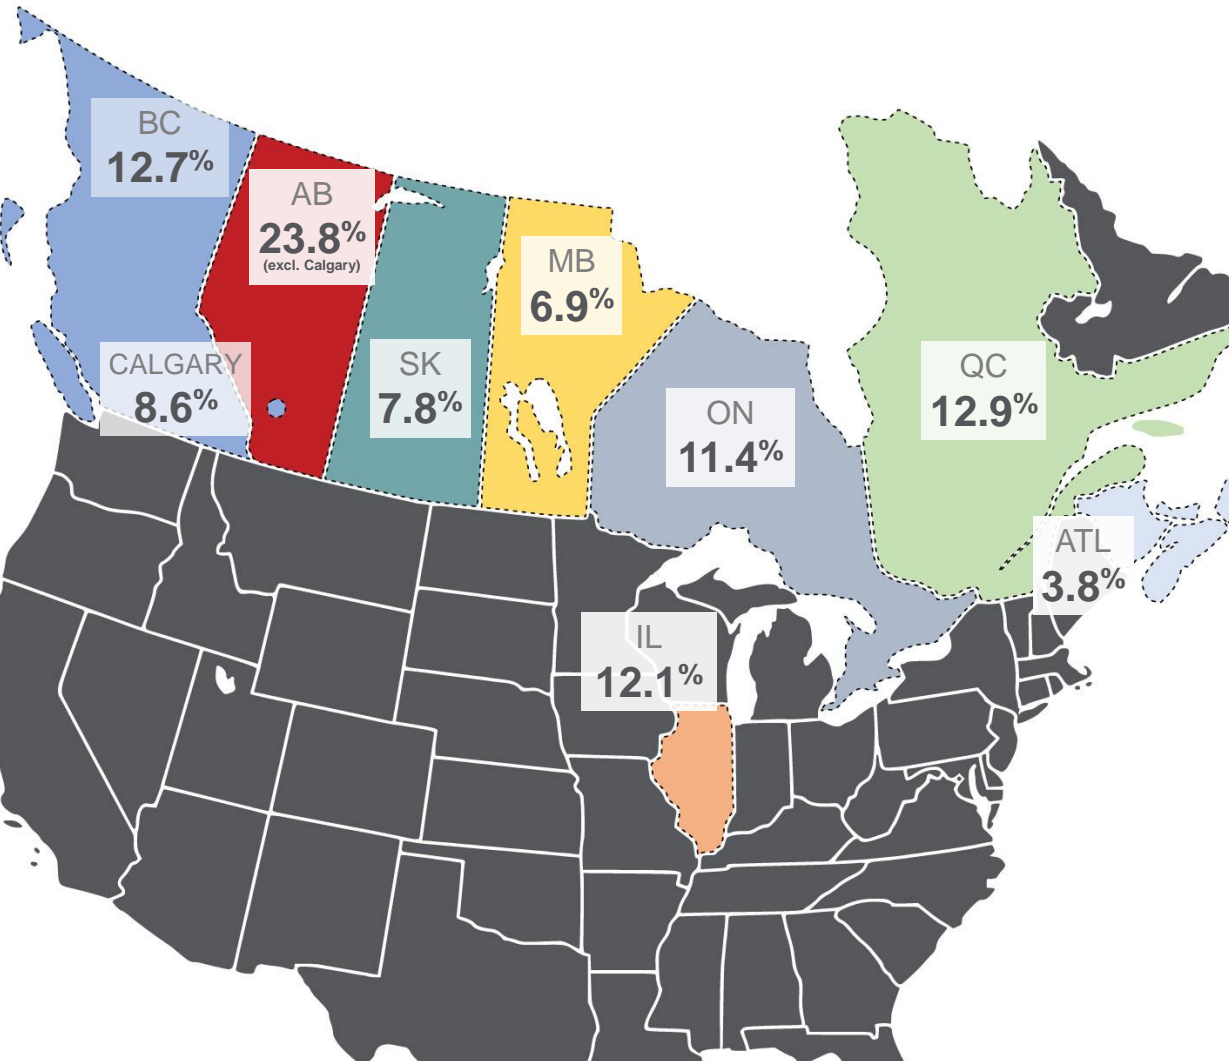 BC
12.7%
AB
23.8%
(excl. Calgary)
MB
6.9%
CALGARY
8.6%
SK
7.8%
ON
11.4%
QC
12.9%
ATL
3.8%
IL
12.1%